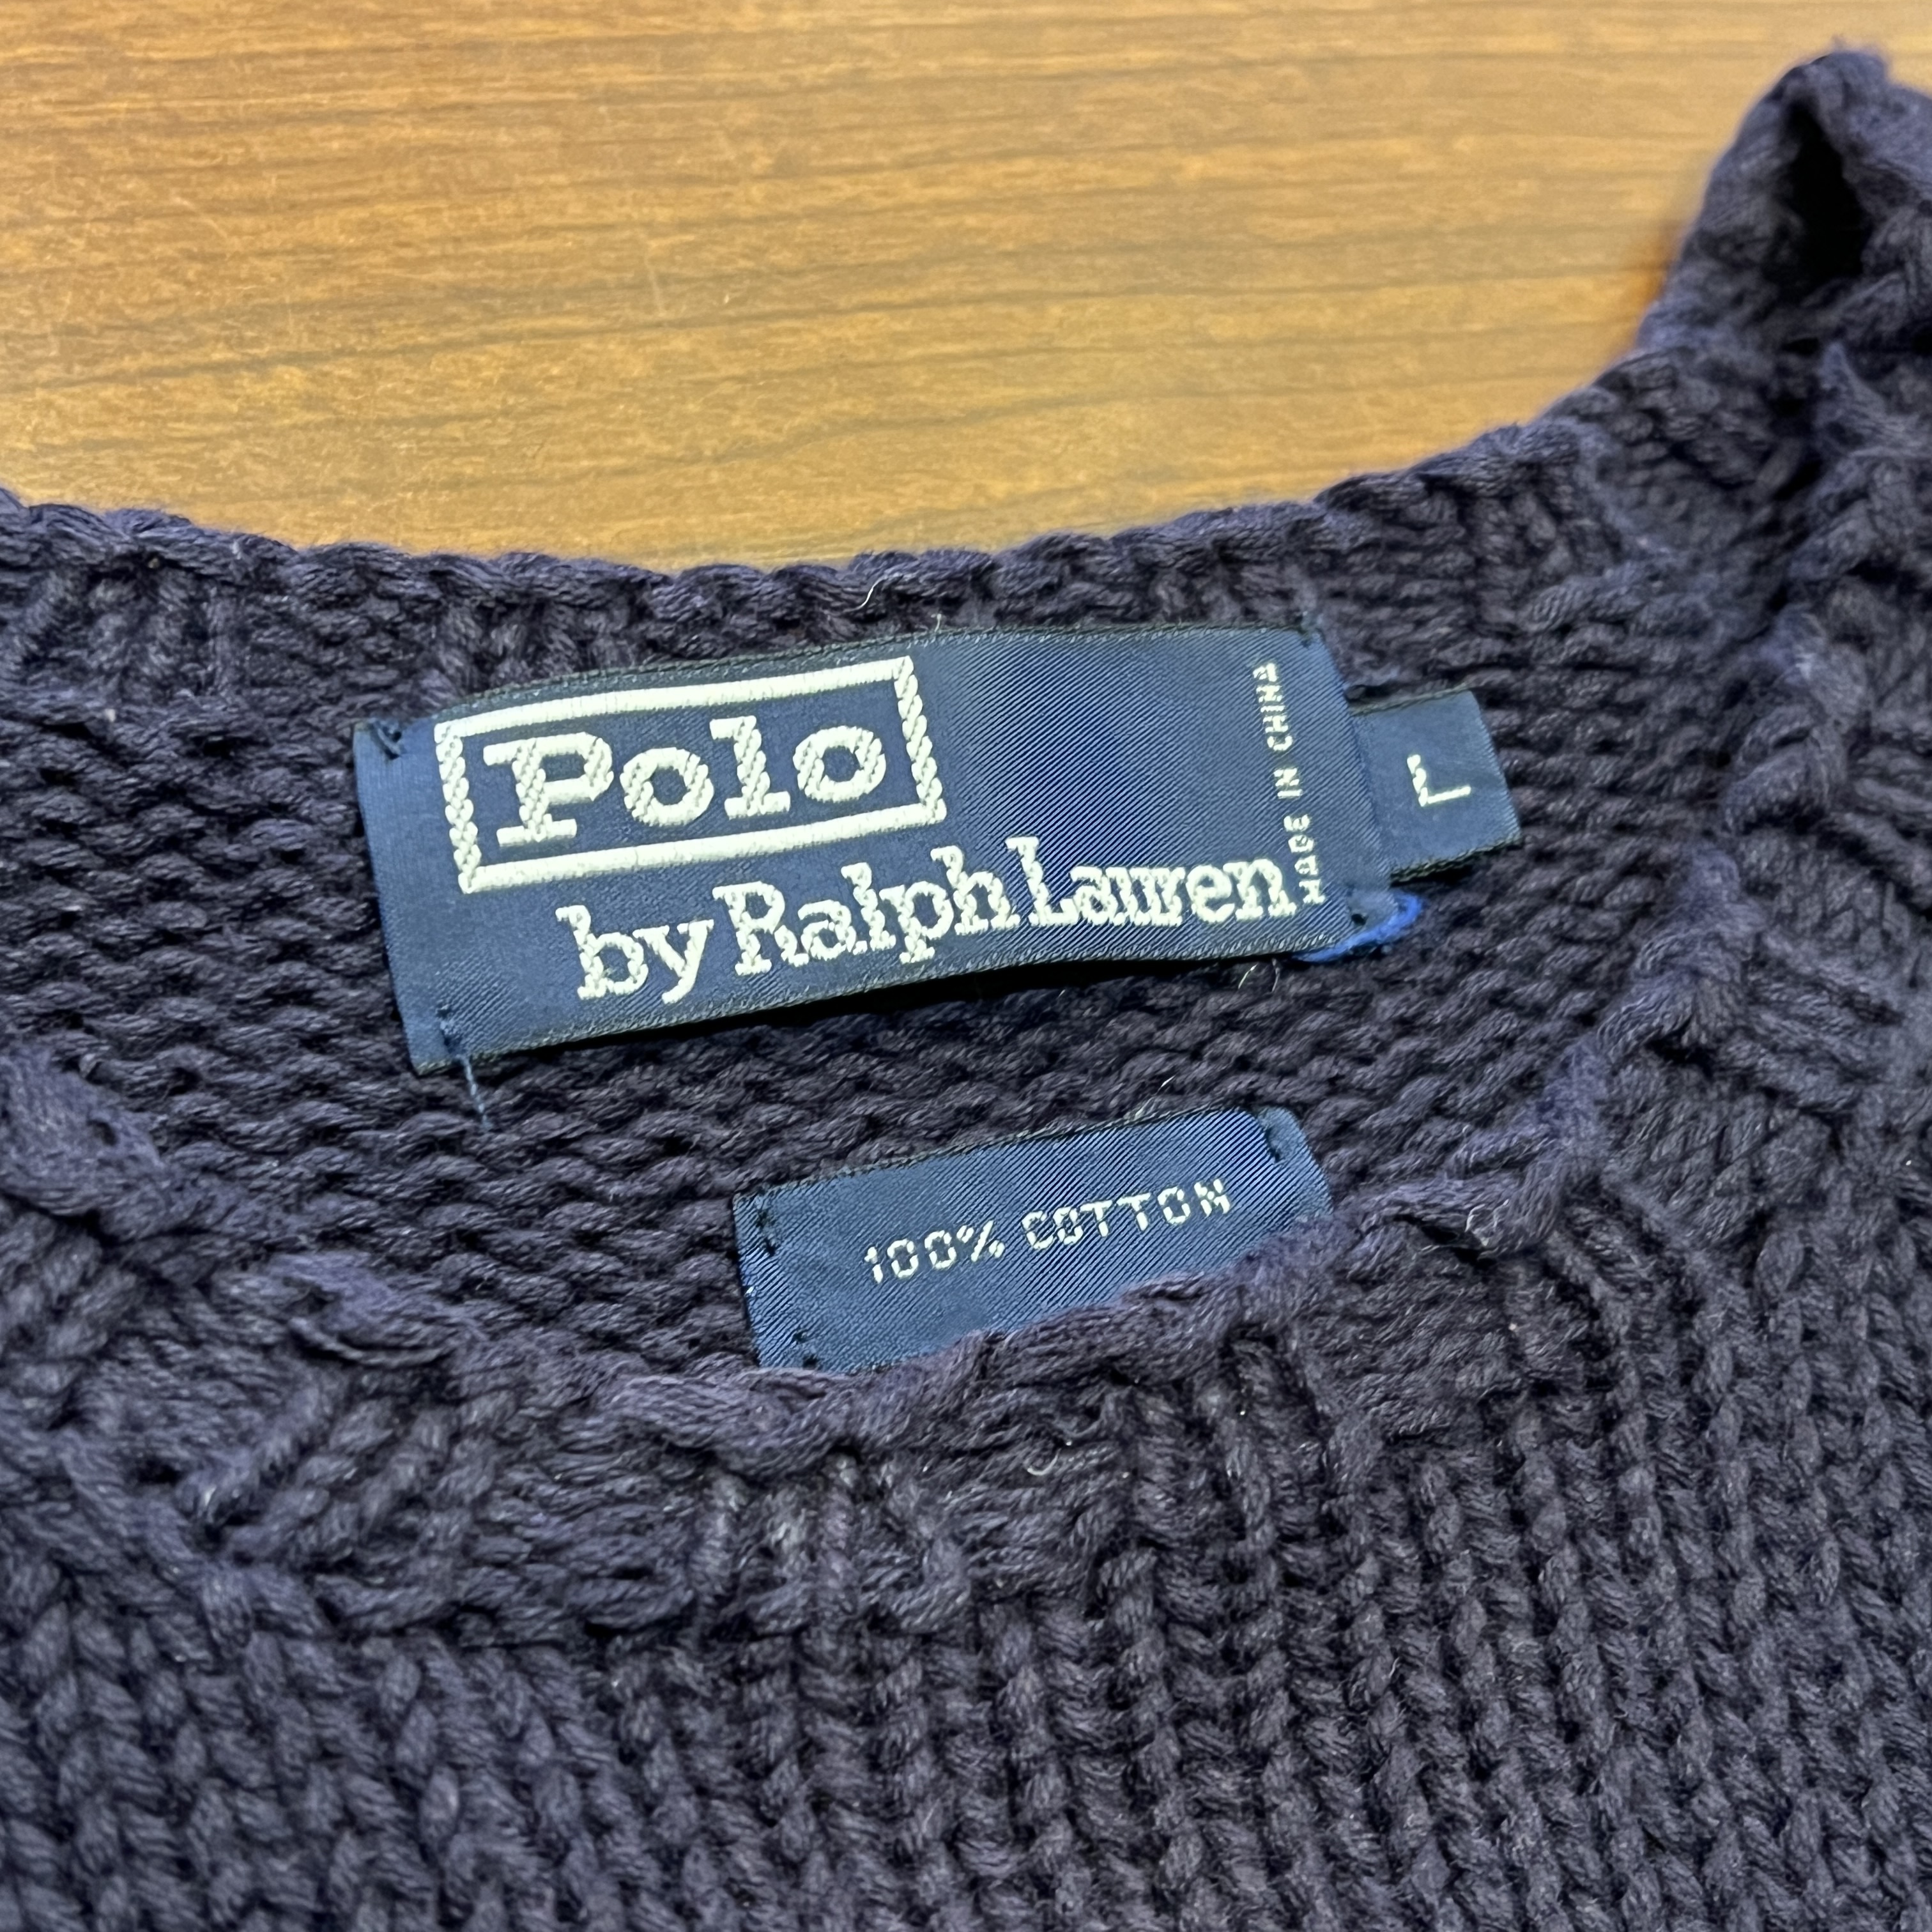 Polo
by Ralph Lauren
MADE IN CHINA
L
100% COTTON